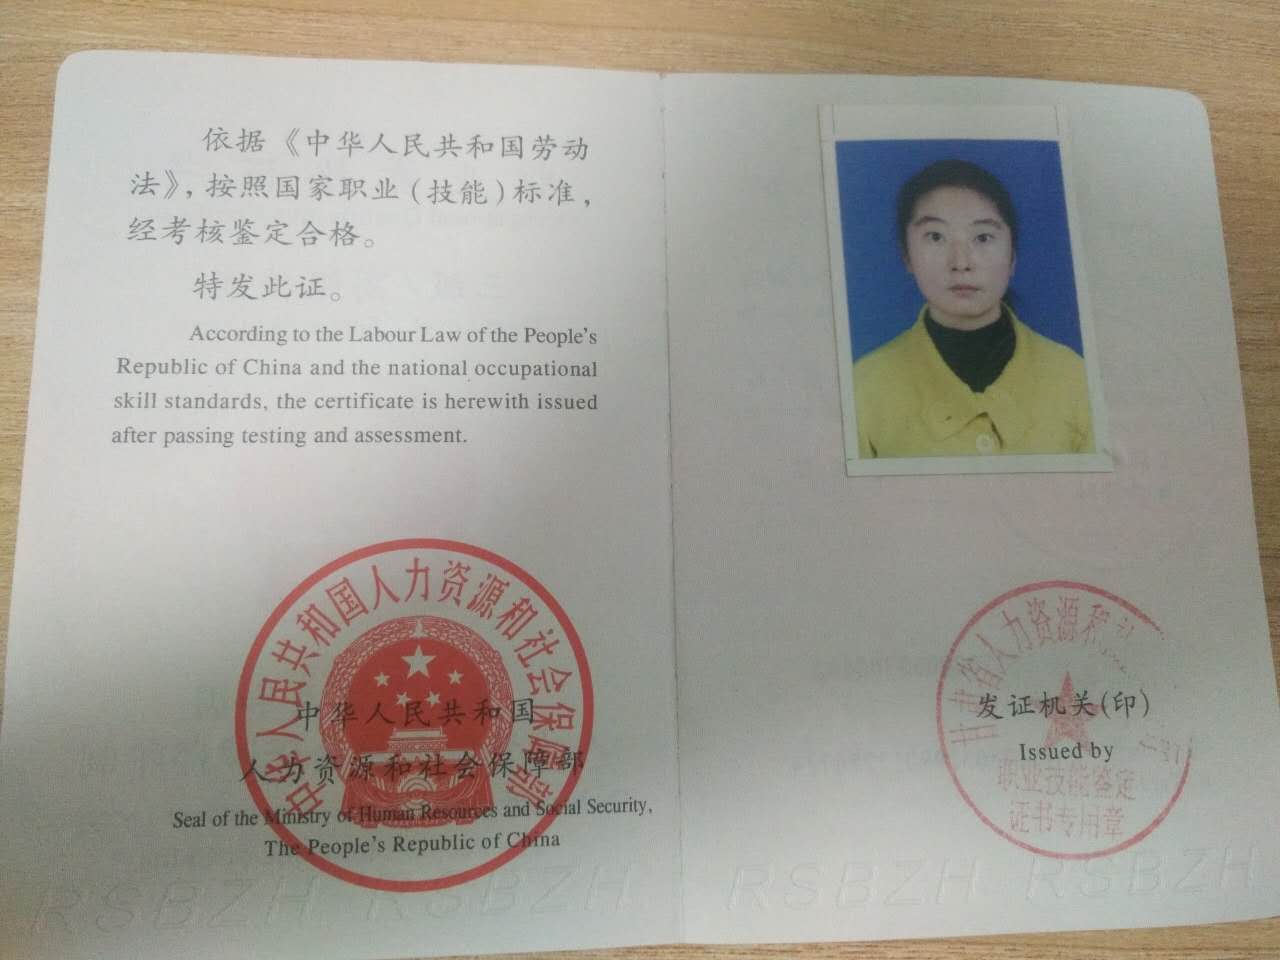 依据《中华人民共和国劳动
法》，按照国家职业（技能）标准，
经考核鉴定合格。
特发此证。
According to the Labour Law of the People's
Republic of China and the national occupational
skill standards, the certificate is herewith issued
after passing testing and assessment.
中华人民共和国人力资源和社会保障部
中华人民共和国
人力资源和社会保障部
Seal of the Ministry of Human Resources and Social Security,
The People's Republic of China
甘肃省人力资源和社
发证机关(印)
Issued by
职业技能鉴定
证书专用章
RSBZH RSBZH RSBZH RSBZH